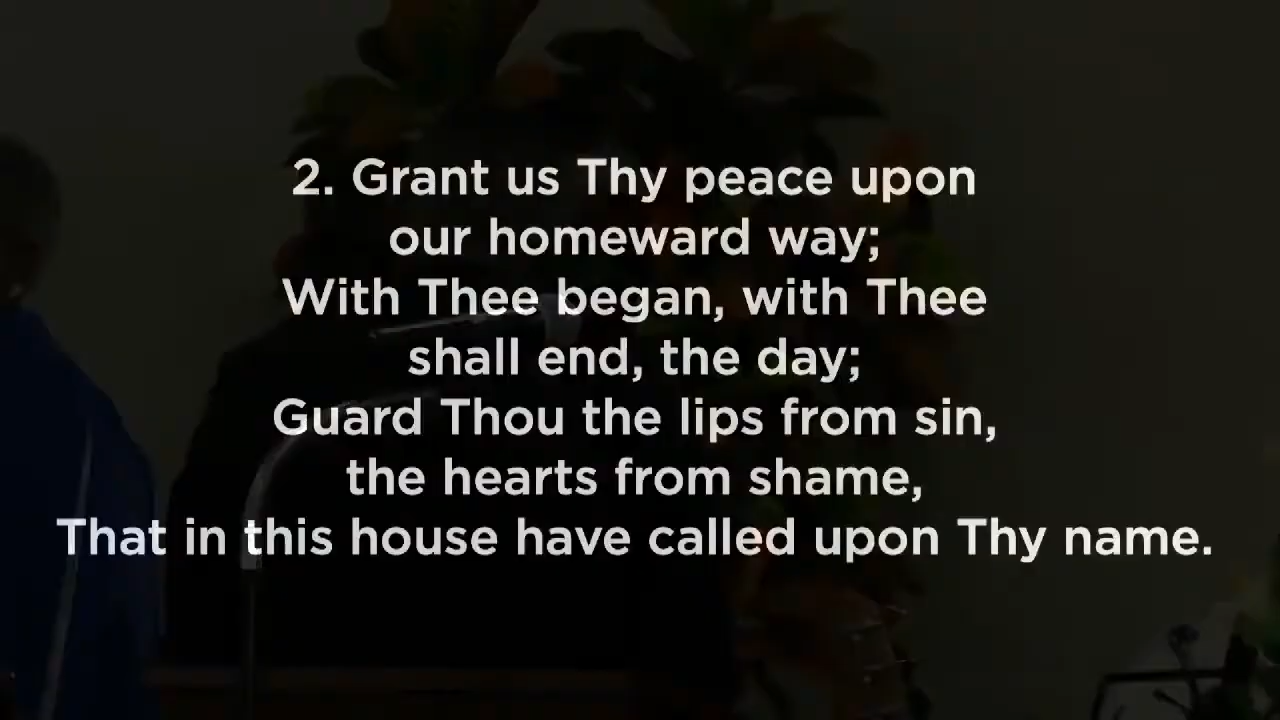 2. Grant us Thy peace upon
our homeward way;
With Thee began, with Thee
shall end, the day;
Guard Thou the lips from sin,
the hearts from shame,
That in this house have called upon Thy name.